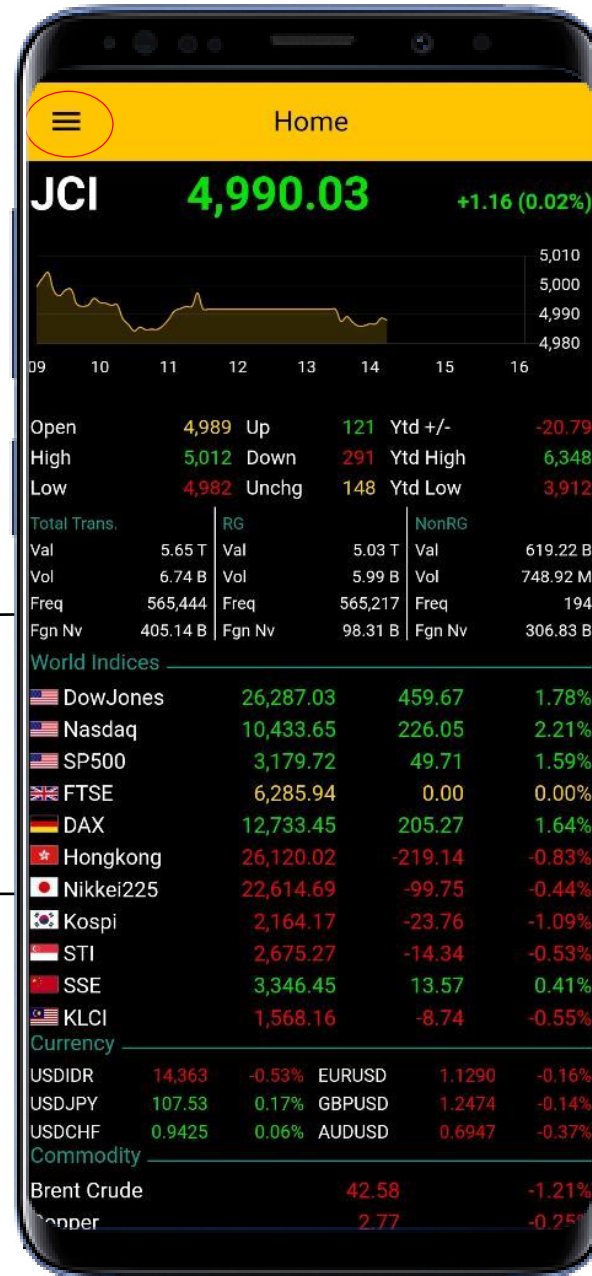 Home
JCI 4,990.03 +1.16 (0.02%)
5,010
5,000
4,990
4,980
09 10 11 12 13 14 15 16
Open 4,989 Up 121 Ytd +/- -20.79
High 5,012 Down 291 Ytd High 6,348
Low 4,982 Unchg 148 Ytd Low 3,912
Total Trans. RG NonRG
Val 5.65 T Val 5.03 T Val 619.22 B
Vol 6.74 B Vol 5.99 B Vol 748.92 M
Freq 565,444 Freq 565,217 Freq 194
Fgn Nv 405.14 B Fgn Nv 98.31 B Fgn Nv 306.83 B
World Indices
DowJones 26,287.03 459.67 1.78%
Nasdaq 10,433.65 226.05 2.21%
SP500 3,179.72 49.71 1.59%
FTSE 6,285.94 0.00 0.00%
DAX 12,733.45 205.27 1.64%
Hongkong 26,120.02 -219.14 -0.83%
Nikkei225 22,614.69 -99.75 -0.44%
Kospi 2,164.17 -23.76 -1.09%
STI 2,675.27 -14.34 -0.53%
SSE 3,346.45 13.57 0.41%
KLCI 1,568.16 -8.74 -0.55%
Currency
USDIDR 14,363 -0.53% EURUSD 1.1290 -0.16%
USDJPY 107.53 0.17% GBPUSD 1.2474 -0.14%
USDCHF 0.9425 0.06% AUDUSD 0.6947 -0.37%
Commodity
Brent Crude 42.58 -1.21%
Copper 2.77 -0.25%